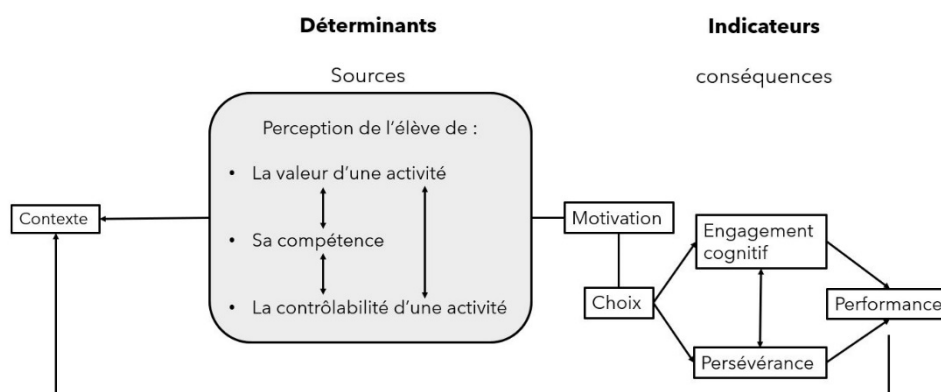 Déterminants
Indicateurs
Sources
conséquences
Perception de l'élève de :
• La valeur d'une activité
• Sa compétence
• La contrôlabilité d'une activité
Contexte
Motivation
Choix
Engagement
cognitif
Persévérance
Performance